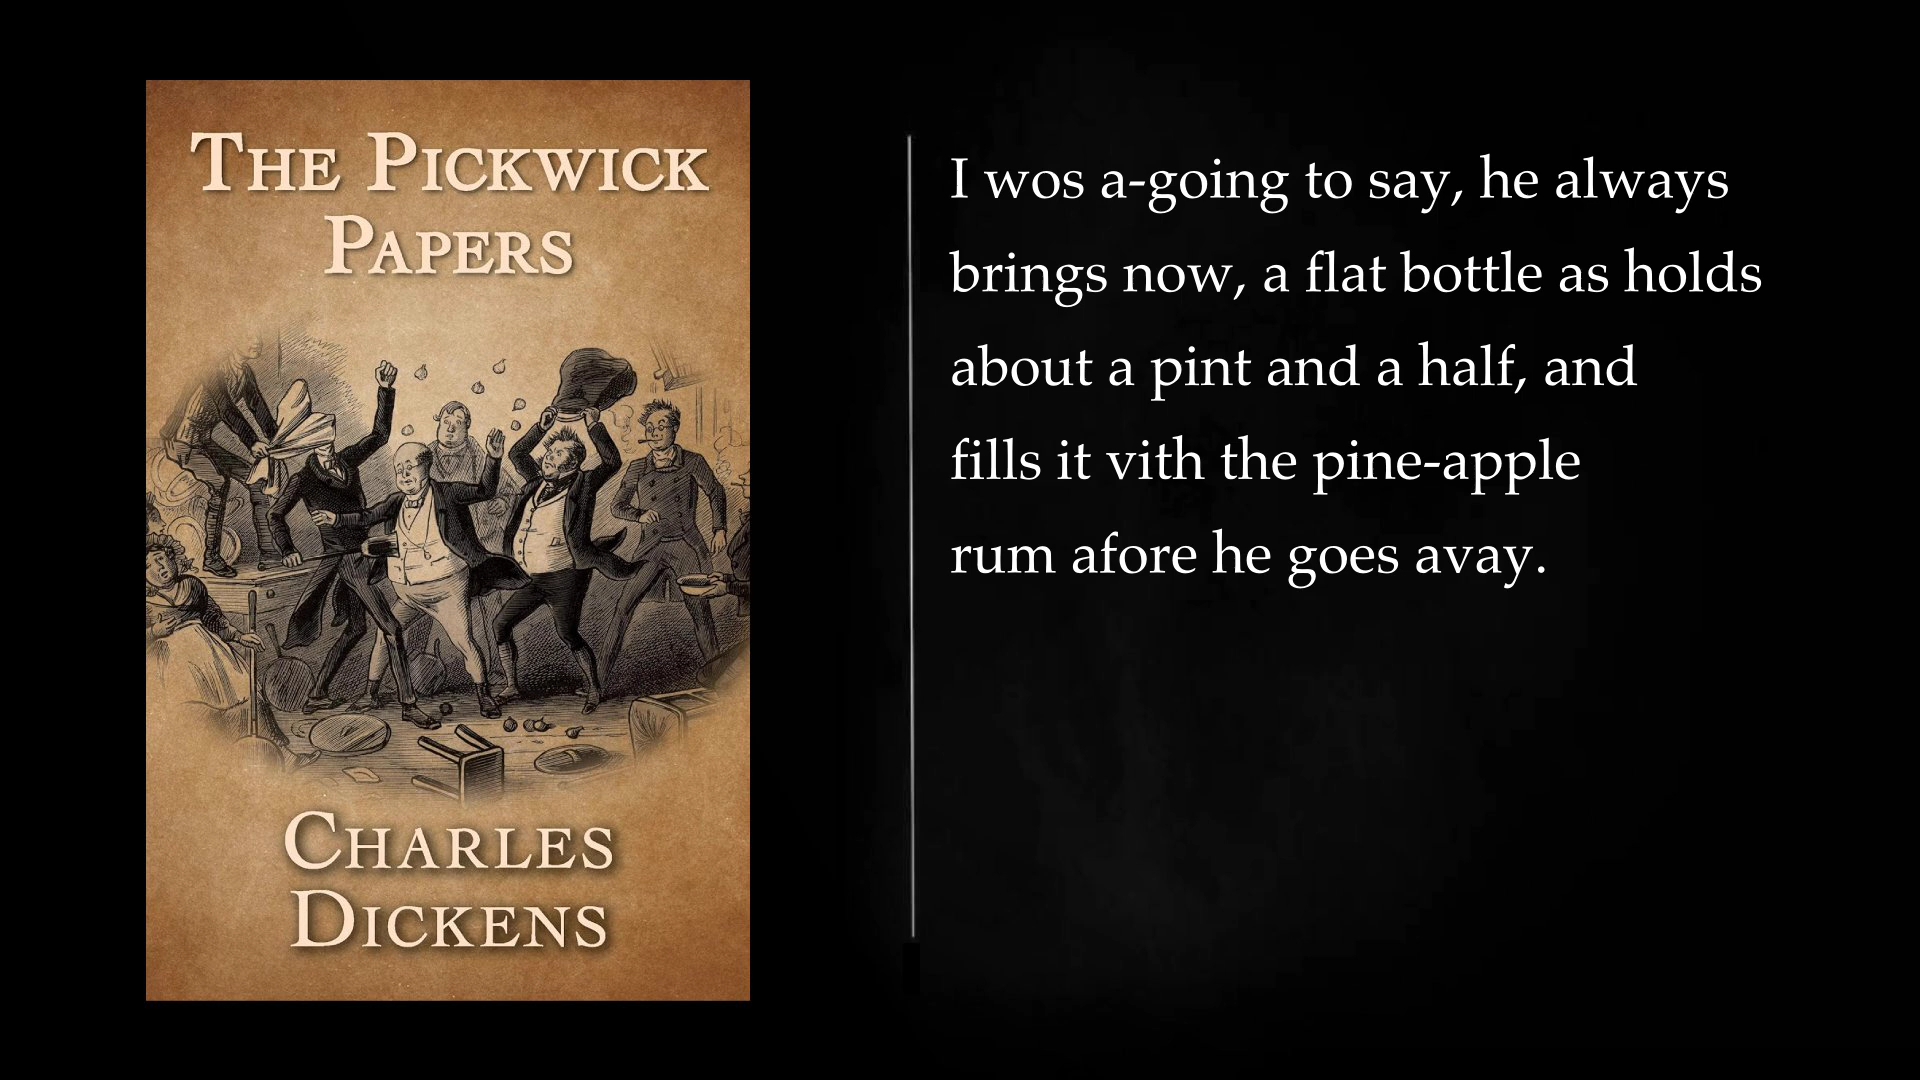 The Pickwick
Papers
Charles
Dickens
I wos a-going to say, he always
brings now, a flat bottle as holds
about a pint and a half, and
fills it vith the pine-apple
rum afore he goes avay.